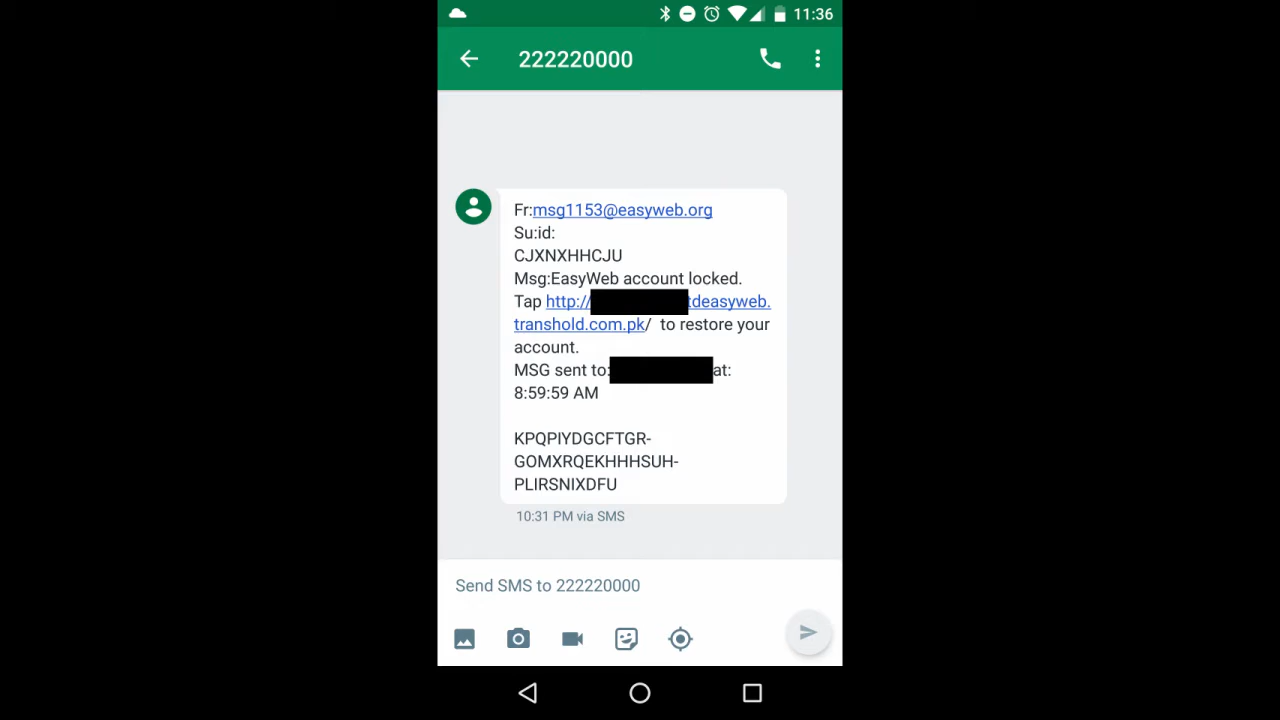 11:36
222220000
Fr:msg1153@easyweb.org
Su:id:
CJXNXHHCJU
Msg:EasyWeb account locked.
Tap http:// tdeasyweb.
transhold.com.pk/ to restore your
account.
MSG sent to: at:
8:59:59 AM
KPQPIYDGCFTGR-
GOMXRQEKHHHSUH-
PLIRSNIXDFU
10:31 PM via SMS
Send SMS to 222220000